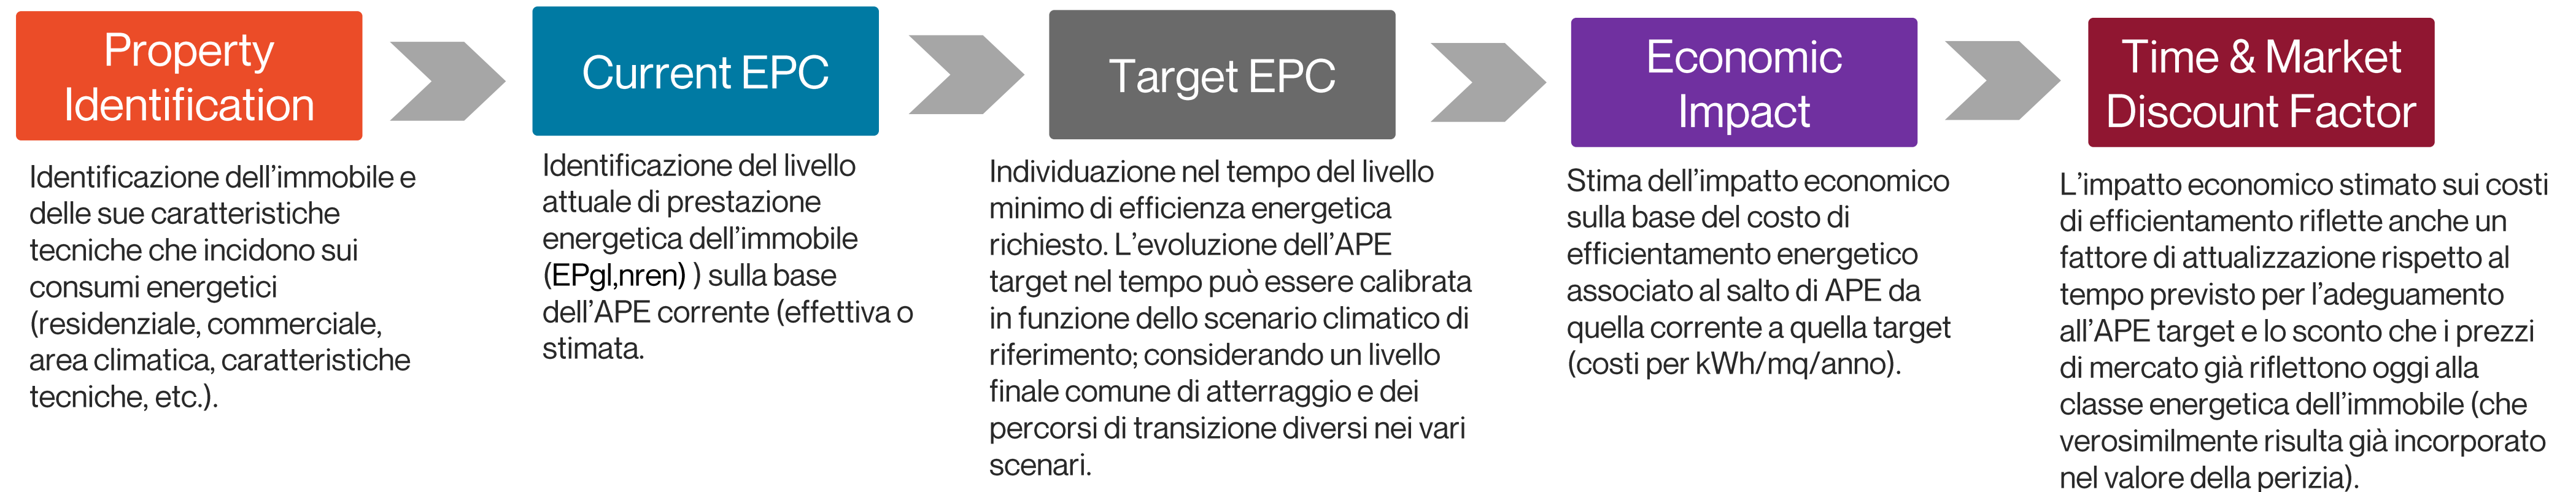 Property
Identification
Identificazione dell'immobile e
delle sue caratteristiche
tecniche che incidono sui
consumi energetici
(residenziale, commerciale,
area climatica, caratteristiche
tecniche, etc.).
Current EPC
Identificazione del livello
attuale di prestazione
energetica dell'immobile
(EPgl,nren) ) sulla base
dell'APE corrente (effettiva o
stimata.
Target EPC
Individuazione nel tempo del livello
minimo di efficienza energetica
richiesto. L'evoluzione dell'APE
target nel tempo può essere calibrata
in funzione dello scenario climatico di
riferimento; considerando un livello
finale comune di atterraggio e dei
percorsi di transizione diversi nei vari
scenari.
Economic
Impact
Stima dell'impatto economico
sulla base del costo di
efficientamento energetico
associato al salto di APE da
quella corrente a quella target
(costi per kWh/mq/anno).
Time & Market
Discount Factor
L'impatto economico stimato sui costi
di efficientamento riflette anche un
fattore di attualizzazione rispetto al
tempo previsto per l'adeguamento
all'APE target e lo sconto che i prezzi
di mercato già riflettono oggi alla
classe energetica dell'immobile (che
verosimilmente risulta già incorporato
nel valore della perizia).